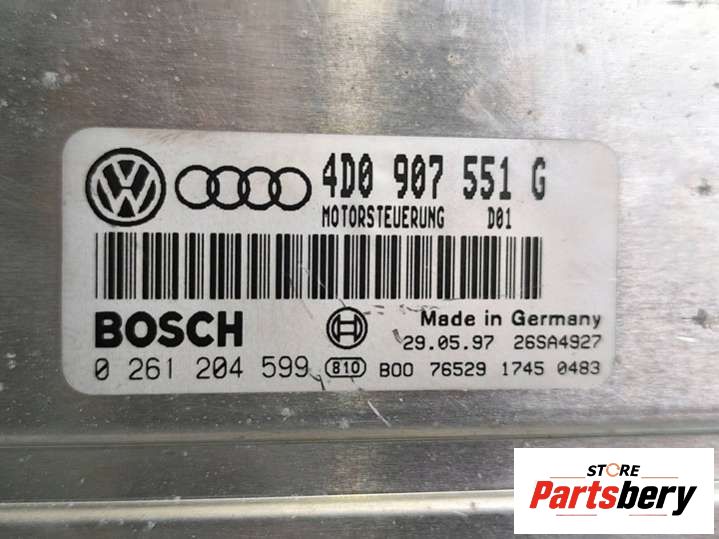 4D0 907 551 G
MOTORSTEUERUNG D01
BOSCH
Made in Germany
29.05.97 26SA4927
0 261 204 599 810 B00 76529 1745 0483
STORE
Partsbery